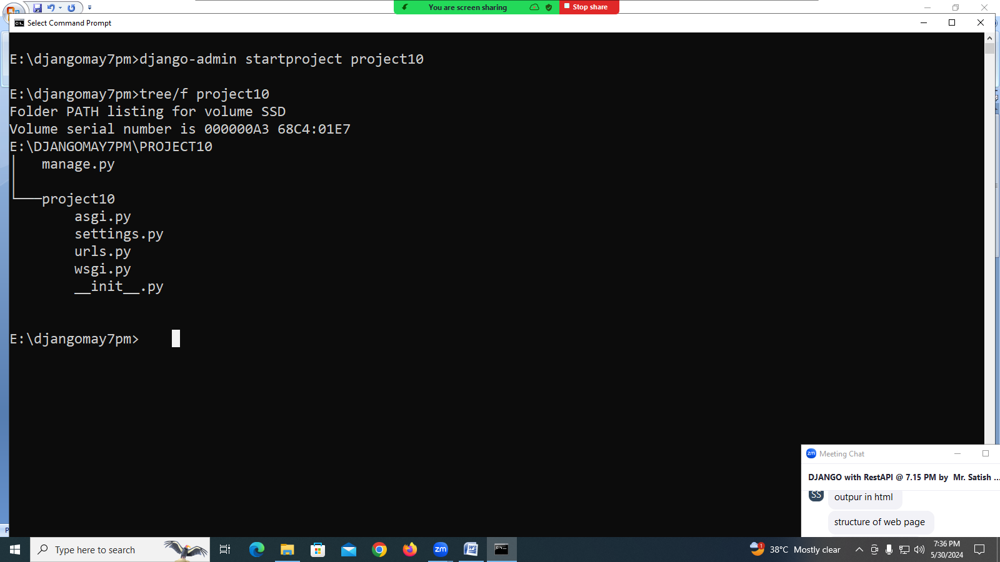 You are screen sharing
Stop share
Select Command Prompt
E:\djangomay7pm>django-admin startproject project10
E:\djangomay7pm>tree/f project10
Folder PATH listing for volume SSD
Volume serial number is 000000A3 68C4:01E7
E:\DJANGOMAY7PM\PROJECT10
manage.py
project10
asgi.py
settings.py
urls.py
wsgi.py
__init__.py
E:\djangomay7pm>
zm Meeting Chat
DJANGO with RestAPI @ 7.15 PM by Mr. Satish ...
SS
outpur in html
structure of web page
P
Type here to search
zm
1
38°C Mostly clear
7:36 PM
5/30/2024